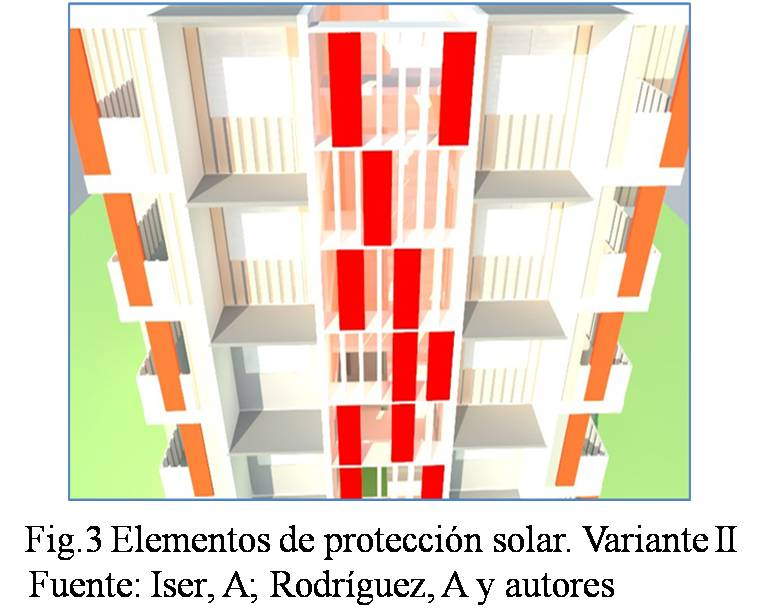 Fig.3 Elementos de protección solar. Variante II
Fuente: Iser, A; Rodríguez, A y autores